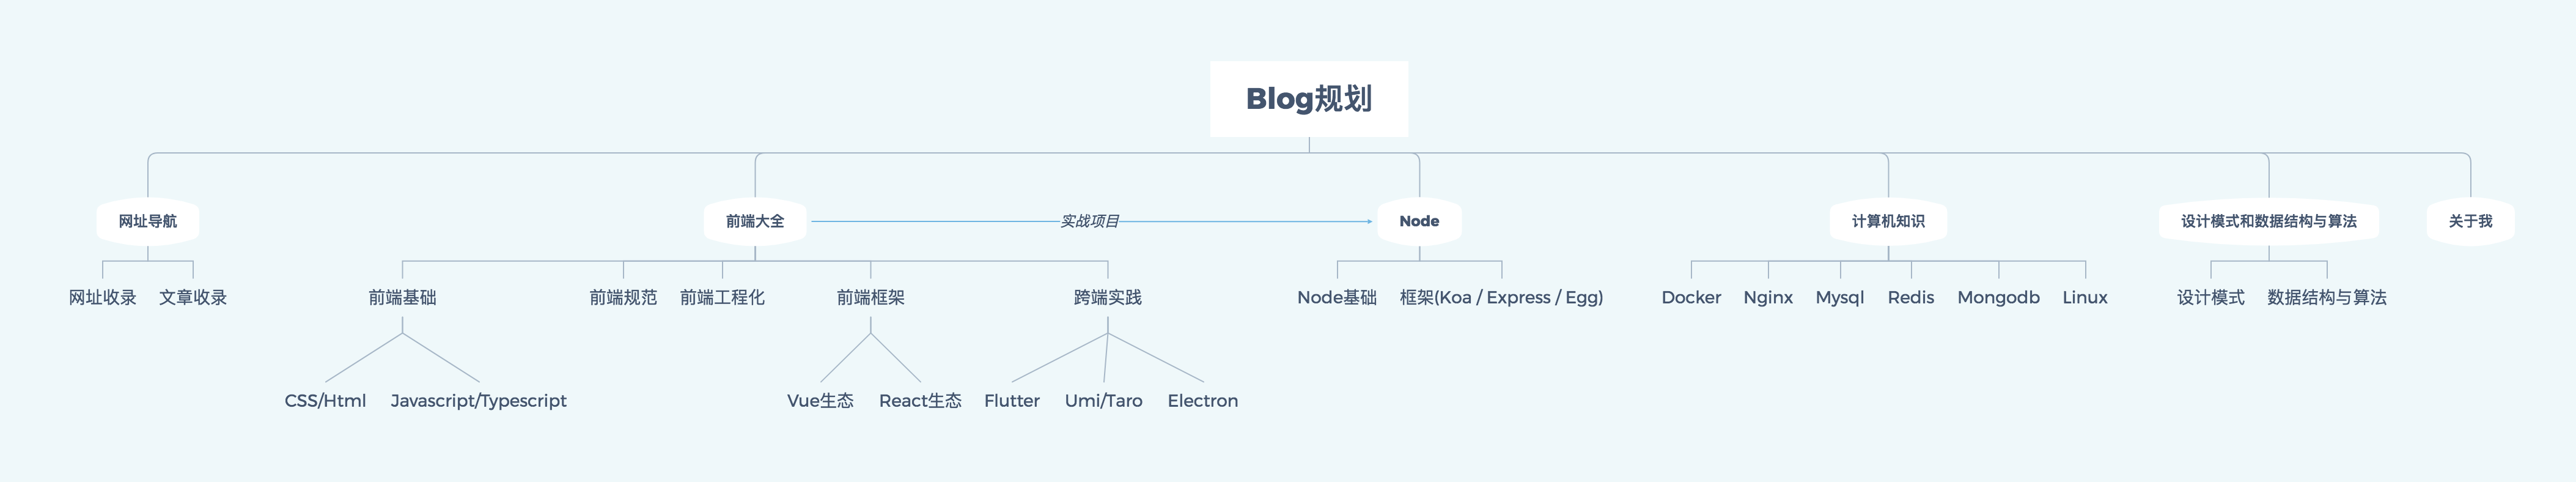 Blog规划
网址导航
前端大全
实战项目
Node
计算机知识
设计模式和数据结构与算法
关于我
网址收录
文章收录
前端基础
前端规范
前端工程化
前端框架
跨端实践
Node基础
框架(Koa / Express / Egg)
Docker
Nginx
Mysql
Redis
Mongodb
Linux
设计模式
数据结构与算法
CSS/Html
Javascript/Typescript
Vue生态
React生态
Flutter
Umi/Taro
Electron